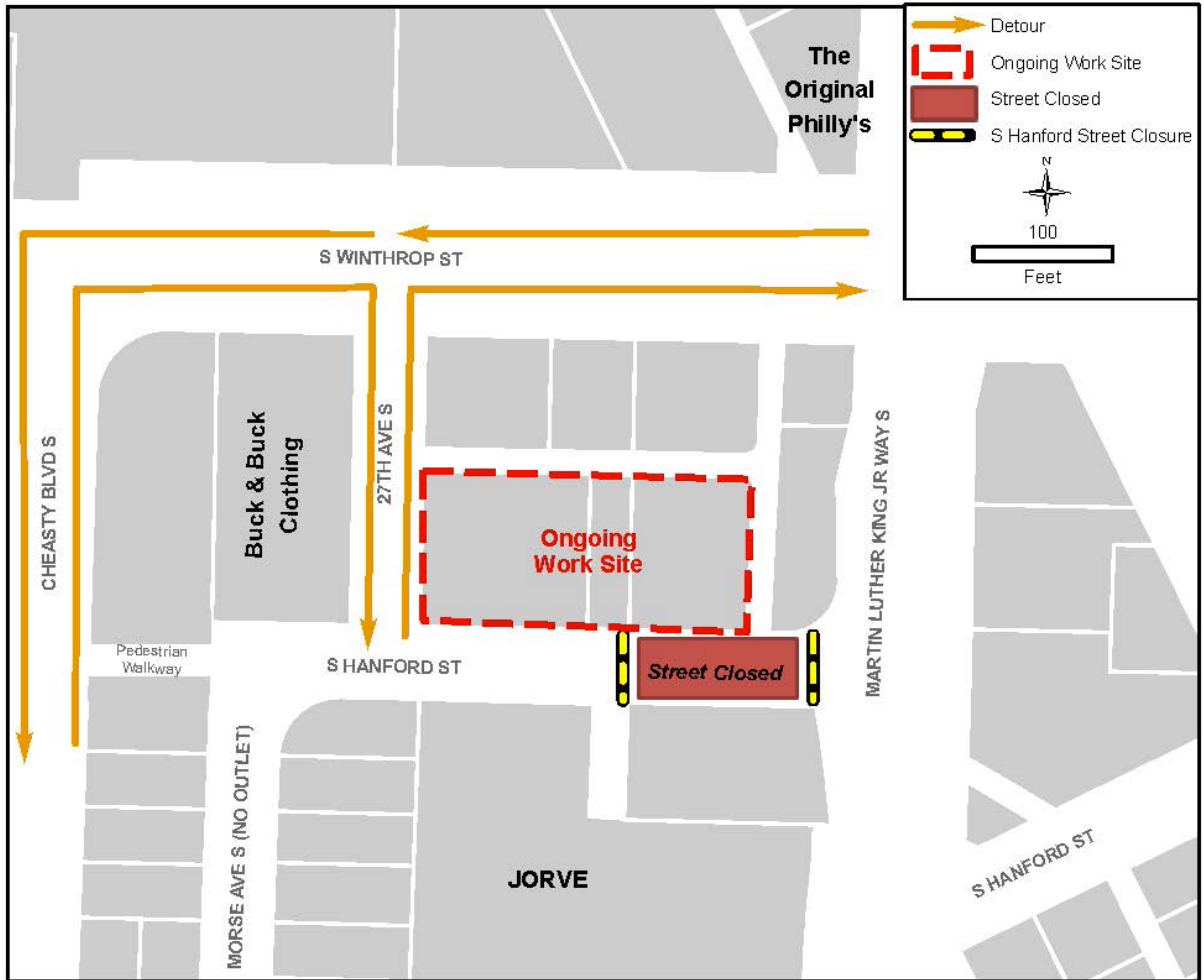 The
Original
Philly's
Detour
Ongoing Work Site
Street Closed
S Hanford Street Closure
N
100
Feet
S WINTHROP ST
CHEASTY BLVD S
Buck & Buck
Clothing
27TH AVE S
Ongoing
Work Site
MARTIN LUTHER KING JR WAY S
Pedestrian
Walkway
S HANFORD ST
Street Closed
MORSE AVE S (NO OUTLET)
JORVE
S HANFORD ST